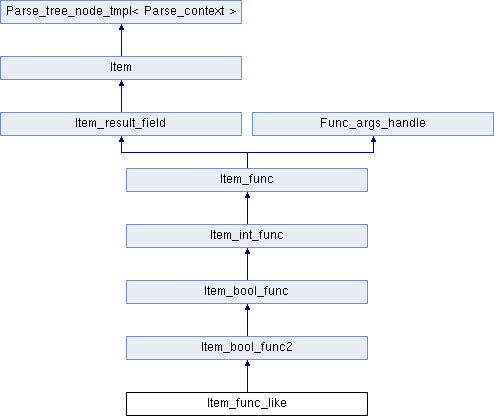 Parse_tree_node_tmpl< Parse_context >
Item
Item_result_field
Func_args_handle
Item_func
Item_int_func
Item_bool_func
Item_bool_func2
Item_func_like